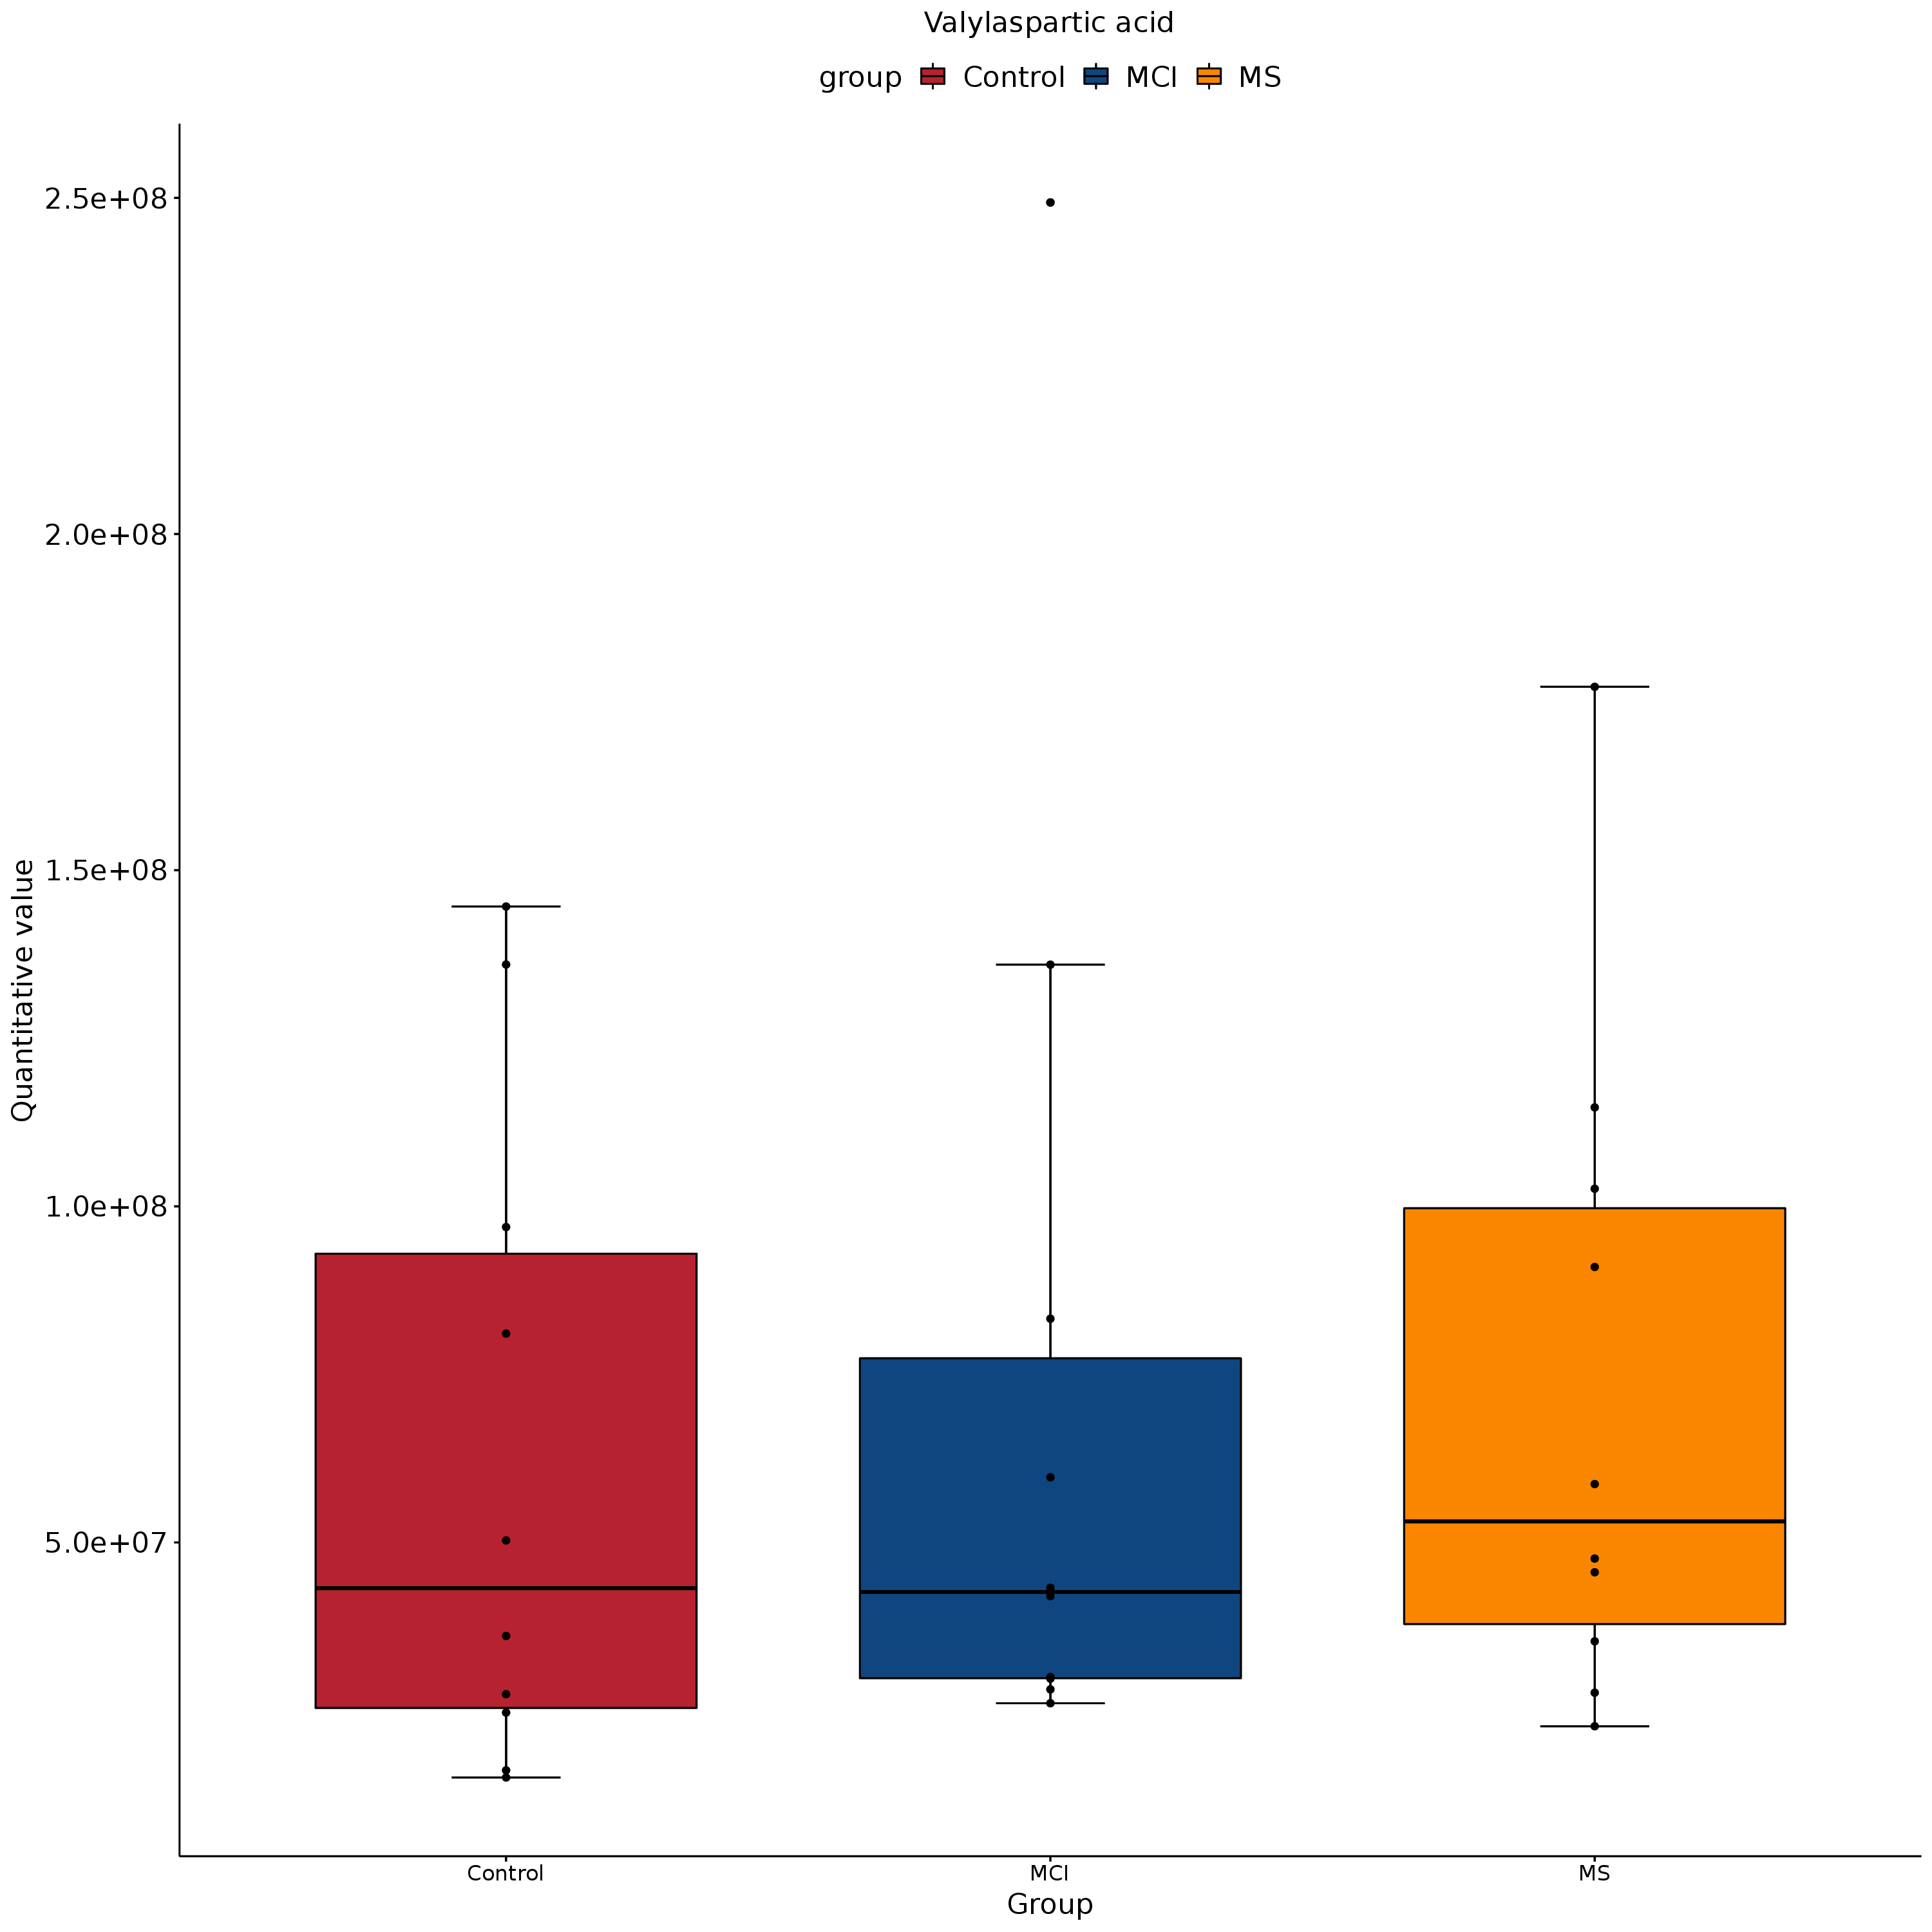 Valylaspartic acid
group Control MCI MS
Quantitative value
2.5e+08
2.0e+08
1.5e+08
1.0e+08
5.0e+07
Control MCI MS
Group